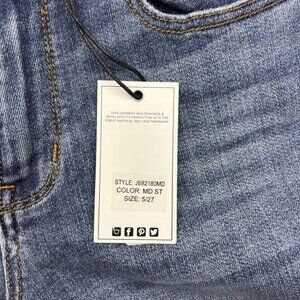 THIS GARMENT WAS DESIGNED &
DEVELOPED TO PERFECTION WITH THE
FINEST MATERIAL AND CRAFTSMANSHIP
STYLE: JB82180MD
COLOR: MD ST
SIZE: 5/27